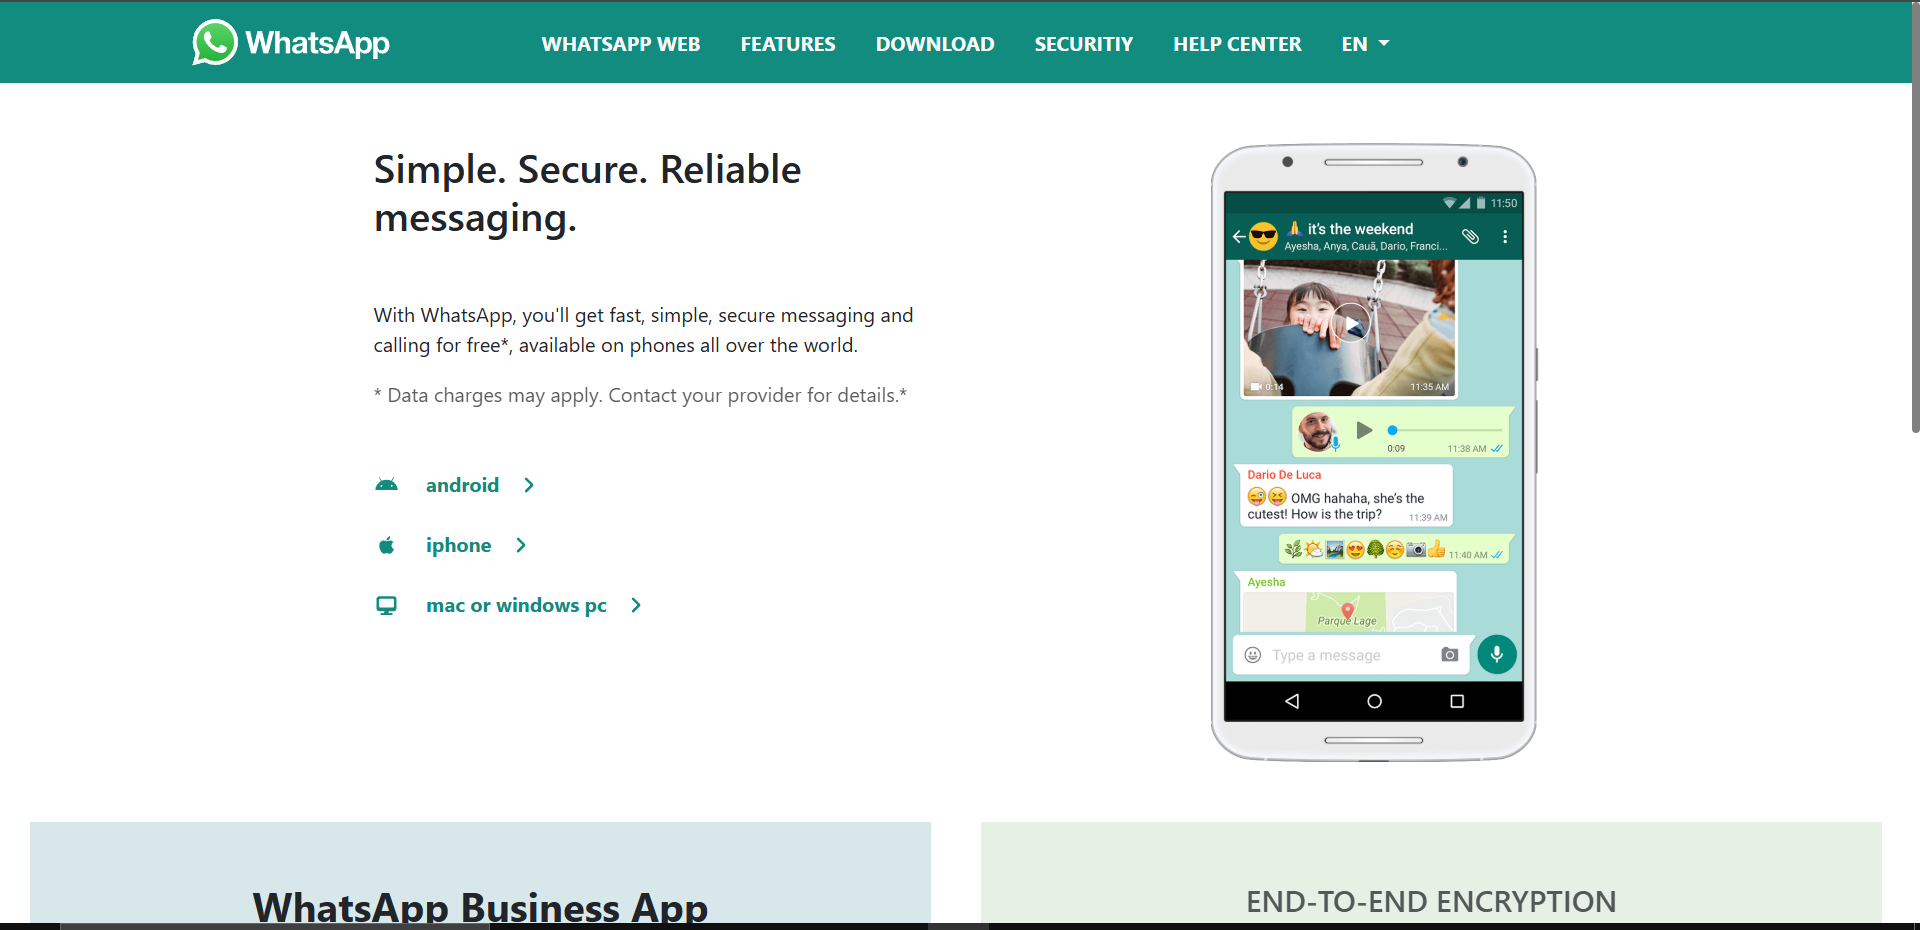 WhatsApp
WHATSAPP WEB
FEATURES
DOWNLOAD
SECURITIY
HELP CENTER
EN
Simple. Secure. Reliable
messaging.
With WhatsApp, you'll get fast, simple, secure messaging and
calling for free*, available on phones all over the world.
* Data charges may apply. Contact your provider for details.*
android
iphone
mac or windows pc
11:50
🙏 it's the weekend
Ayesha, Anya, Cauã, Dario, Franci...
0:14
11:35 AM
0:09
11:38 AM
Dario De Luca
😜😝 OMG hahaha, she's the
cutest! How is the trip?
11:39 AM
🌿🌤🏞😍🌳☺📷👍 11:40 AM
Ayesha
Parque Lage
Type a message
WhatsApp Business App
END-TO-END ENCRYPTION